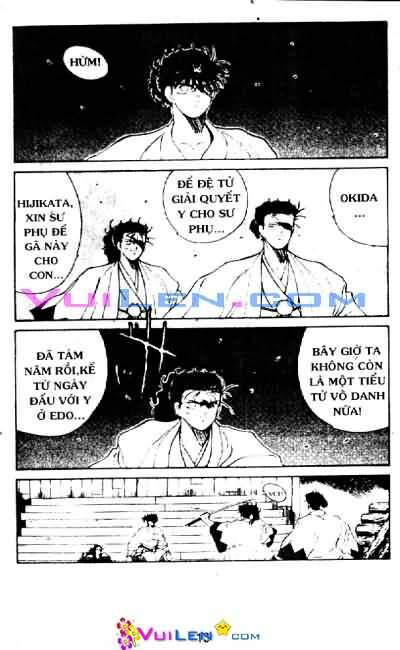 HỪM!
HIJIKATA,
XIN SƯ
PHỤ ĐỂ
GÃ NÀY
CHO
CON...
ĐỂ ĐỆ TỬ
GIẢI QUYẾT
Y CHO SƯ
PHỤ...
OKIDA
...
VuiLen.com
ĐÃ TÁM
NĂM RỒI,KỂ
TỪ NGÀY
ĐẤU VỚI Y
Ở EDO,...
BÂY GIỜ TA
KHÔNG CÒN
LÀ MỘT TIỂU
TỬ VÔ DANH
NỮA!
VuiLen.com